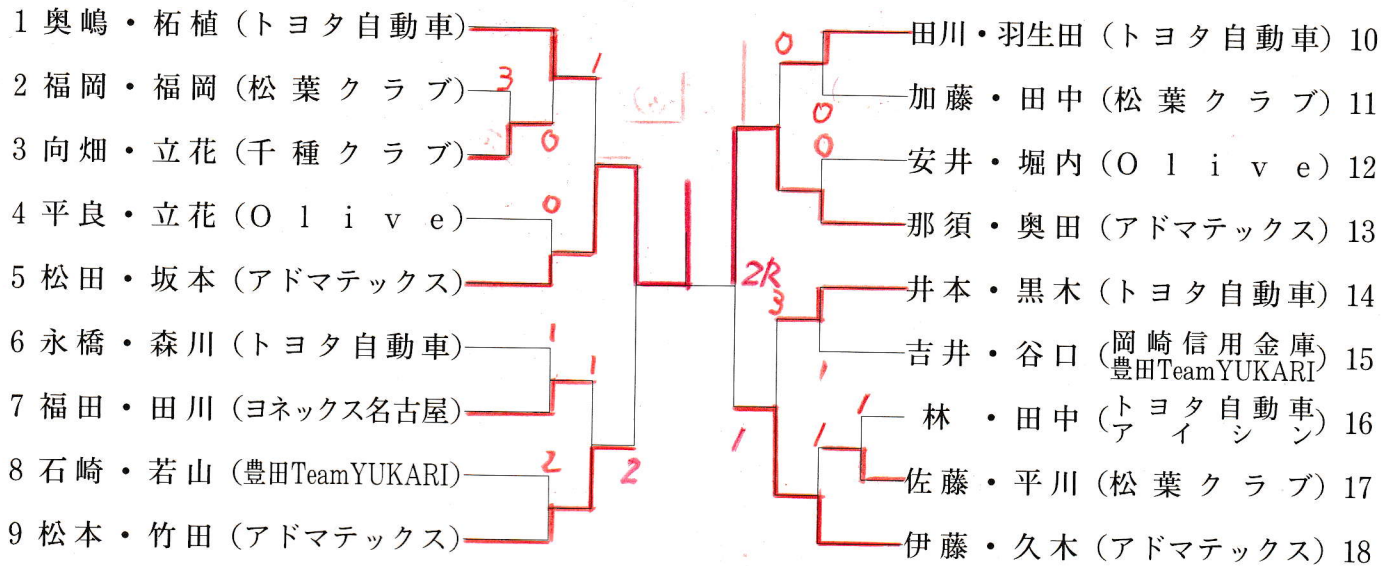 1 奥嶋・柘植（トヨタ自動車）
2 福岡・福岡（松葉クラブ）
3 向畑・立花（千種クラブ）
4 平良・立花（Olive）
5 松田・坂本（アドマテックス）
6 永橋・森川（トヨタ自動車）
7 福田・田川（ヨネックス名古屋）
8 石崎・若山（豊田TeamYUKARI）
9 松本・竹田（アドマテックス）
1
3
0
0
1
1
2
2
田川・羽生田（トヨタ自動車）10
加藤・田中（松葉クラブ）11
安井・堀内（Olive）12
那須・奥田（アドマテックス）13
井本・黒木（トヨタ自動車）14
吉井・谷口（岡崎信用金庫
豊田TeamYUKARI）15
林・田中（トヨタ自動車
アイシン）16
佐藤・平川（松葉クラブ）17
伊藤・久木（アドマテックス）18
0
0
0
2R
3
1
1
1
1